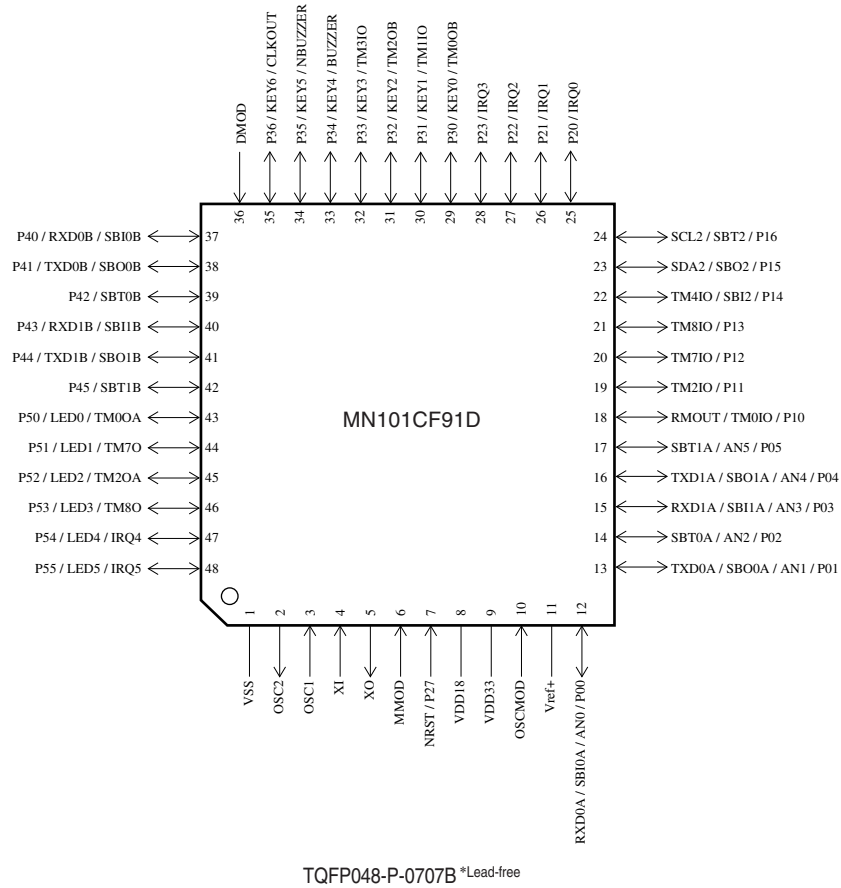 DMOD
P36 / KEY6 / CLKOUT
P35 / KEY5 / NBUZZER
P34 / KEY4 / BUZZER
P33 / KEY3 / TM3IO
P32 / KEY2 / TM2OB
P31 / KEY1 / TM1IO
P30 / KEY0 / TM0OB
P23 / IRQ3
P22 / IRQ2
P21 / IRQ1
P20 / IRQ0
36 35 34 33 32 31 30 29 28 27 26 25
P40 / RXD0B / SBI0B 37
P41 / TXD0B / SBO0B 38
P42 / SBT0B 39
P43 / RXD1B / SBI1B 40
P44 / TXD1B / SBO1B 41
P45 / SBT1B 42
P50 / LED0 / TM0OA 43
P51 / LED1 / TM7O 44
P52 / LED2 / TM2OA 45
P53 / LED3 / TM8O 46
P54 / LED4 / IRQ4 47
P55 / LED5 / IRQ5 48
MN101CF91D
24 SCL2 / SBT2 / P16
23 SDA2 / SBO2 / P15
22 TM4IO / SBI2 / P14
21 TM8IO / P13
20 TM7IO / P12
19 TM2IO / P11
18 RMOUT / TM0IO / P10
17 SBT1A / AN5 / P05
16 TXD1A / SBO1A / AN4 / P04
15 RXD1A / SBI1A / AN3 / P03
14 SBT0A / AN2 / P02
13 TXD0A / SBO0A / AN1 / P01
1 2 3 4 5 6 7 8 9 10 11 12
VSS
OSC2
OSC1
XI
XO
MMOD
NRST / P27
VDD18
VDD33
OSCMOD
Vref+
RXD0A / SBI0A / AN0 / P00
TQFP048-P-0707B *Lead-free